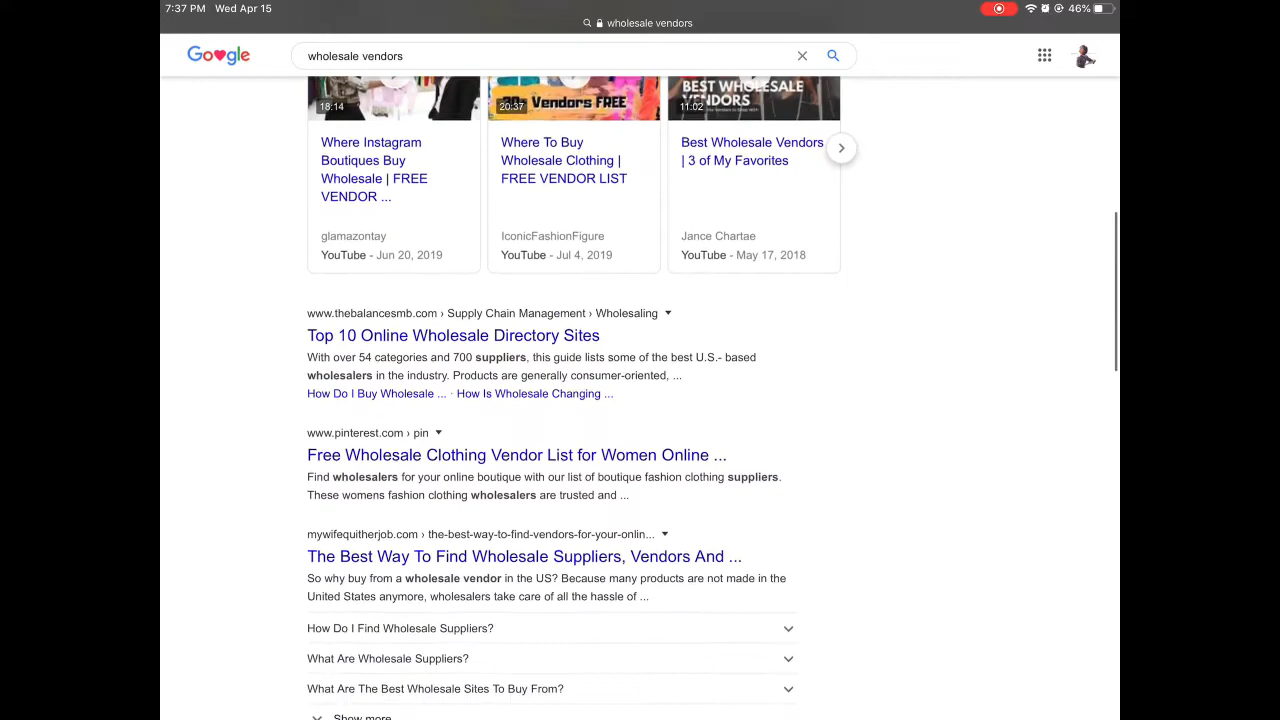 7:37 PM Wed Apr 15
46%
wholesale vendors
Google
wholesale vendors
18:14
Vendors FREE
20:37
BEST WHOLESALE
VENDORS
11:02
Where Instagram
Boutiques Buy
Wholesale | FREE
VENDOR ...
glamazontay
YouTube - Jun 20, 2019
Where To Buy
Wholesale Clothing |
FREE VENDOR LIST
IconicFashionFigure
YouTube - Jul 4, 2019
Best Wholesale Vendors
| 3 of My Favorites
Jance Chartae
YouTube - May 17, 2018
www.thebalancesmb.com › Supply Chain Management › Wholesaling
Top 10 Online Wholesale Directory Sites
With over 54 categories and 700 suppliers, this guide lists some of the best U.S.- based
wholesalers in the industry. Products are generally consumer-oriented, ...
How Do I Buy Wholesale ... · How Is Wholesale Changing ...
www.pinterest.com › pin
Free Wholesale Clothing Vendor List for Women Online ...
Find wholesalers for your online boutique with our list of boutique fashion clothing suppliers.
These womens fashion clothing wholesalers are trusted and ...
mywifequitherjob.com › the-best-way-to-find-vendors-for-your-onlin...
The Best Way To Find Wholesale Suppliers, Vendors And ...
So why buy from a wholesale vendor in the US? Because many products are not made in the
United States anymore, wholesalers take care of all the hassle of ...
How Do I Find Wholesale Suppliers?
What Are Wholesale Suppliers?
What Are The Best Wholesale Sites To Buy From?
Show more